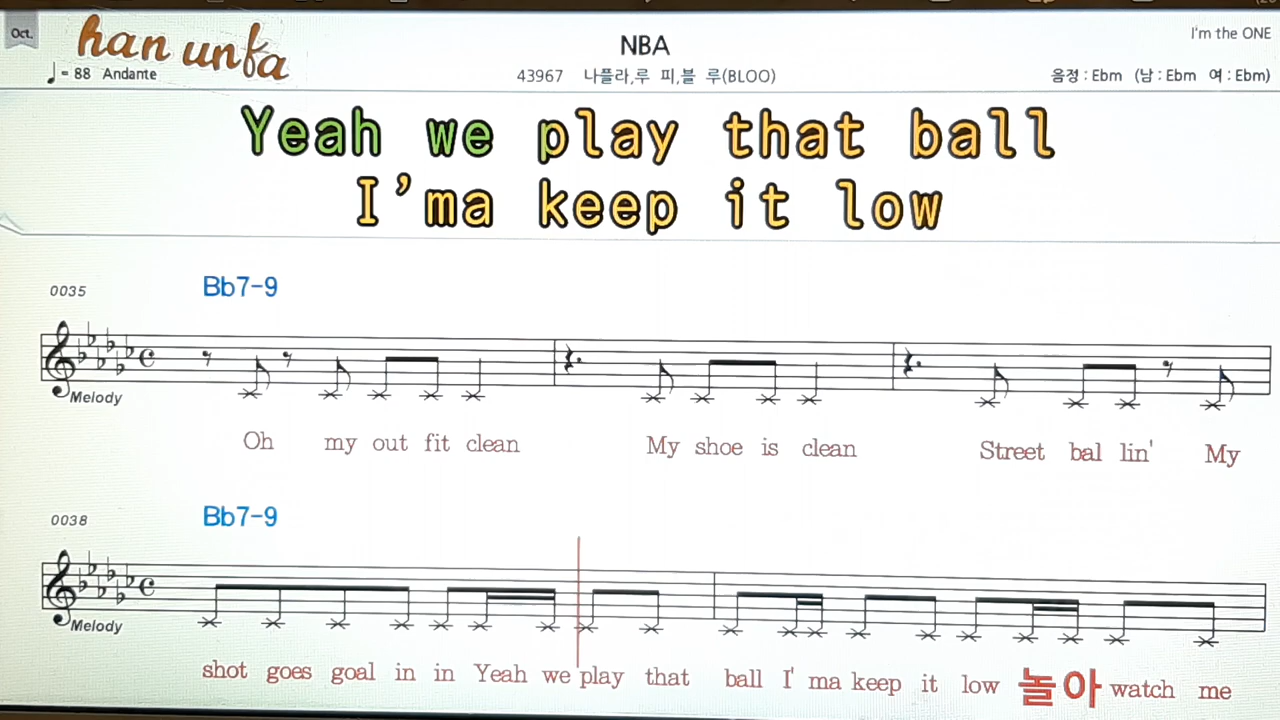 Oct.
han unfa
I'm the ONE
NBA
= 88 Andante
43967 나플라,루 피,블 루(BLOO)
음정 : Ebm (남 : Ebm 여 : Ebm)
Yeah we play that ball
I'ma keep it low
0035
Bb7-9
Melody
Oh my out fit clean My shoe is clean Street bal lin' My
0038
Bb7-9
Melody
shot goes goal in in Yeah we play that ball I' ma keep it low 놀아 watch me